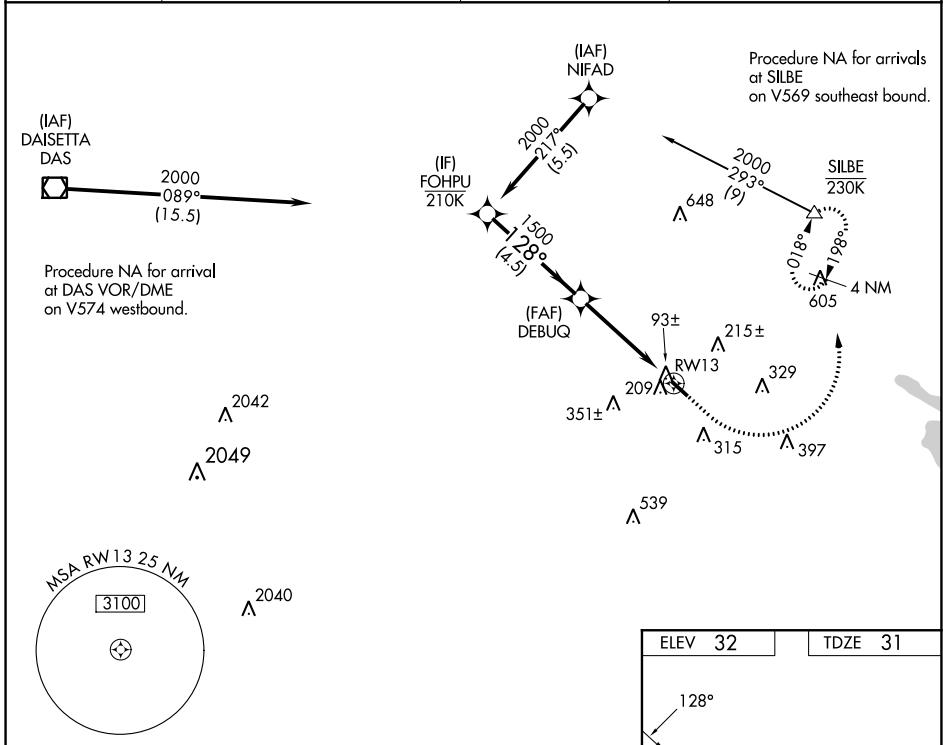 (IAF)
NIFAD
Procedure NA for arrivals
at SILBE
on V569 southeast bound.
(IAF)
DAISETTA
DAS
2000
089°
(15.5)
2000
217°
(5.5)
(IF)
FOHPU
210K
2000
293°
(9)
SILBE
230K
648
018°
198°
4 NM
605
1500
128°
(4.5)
Procedure NA for arrival
at DAS VOR/DME
on V574 westbound.
(FAF)
DEBUQ
93±
215±
RW13
209
329
351±
315
397
2042
2049
539
MSA RW13 25 NM
3100
2040
ELEV 32
TDZE 31
128°